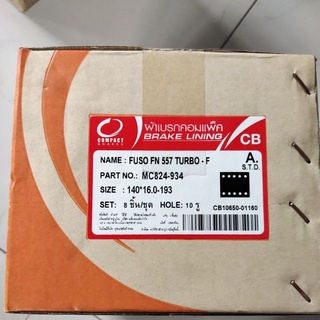 COMPACT
BRAKES
ผ้าเบรกคอมแพ็ค
BRAKE LINING
CB
NAME : FUSO FN 557 TURBO - F
A.
S.T.D.
PART NO.: MC824-934
SIZE : 140*16.0-193
SET: 8 ชิ้น/ชุด HOLE: 10 รู
CB10650-01160